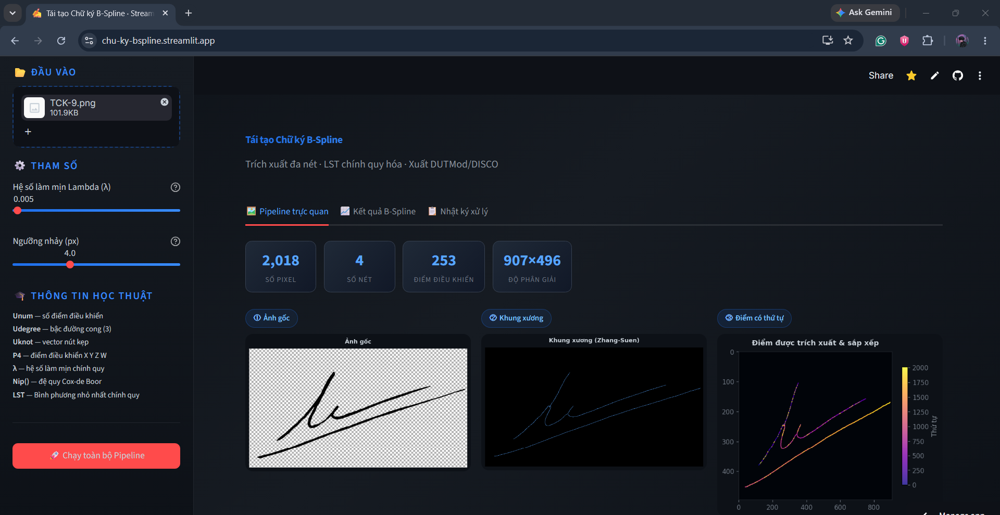 Tái tạo Chữ ký B-Spline · Stream
Ask Gemini
chu-ky-bspline.streamlit.app
Share
ĐẦU VÀO
TCK-9.png
101.9KB
THAM SỐ
Hệ số làm mịn Lambda (λ)
0.005
Ngưỡng nhảy (px)
4.0
THÔNG TIN HỌC THUẬT
Unum — số điểm điều khiển
Udegree — bậc đường cong (3)
Uknot — vector nút kẹp
P4 — điểm điều khiển X Y Z W
λ — hệ số làm mịn chính quy
Nip() — đệ quy Cox-de Boor
LST — Bình phương nhỏ nhất chính quy
Chạy toàn bộ Pipeline
Tái tạo Chữ ký B-Spline
Trích xuất đa nét · LST chính quy hóa · Xuất DUTMod/DISCO
Pipeline trực quan
Kết quả B-Spline
Nhật ký xử lý
2,018
SỐ PIXEL
4
SỐ NÉT
253
ĐIỂM ĐIỀU KHIỂN
907×496
ĐỘ PHÂN GIẢI
① Ảnh gốc
Ảnh gốc
② Khung xương
Khung xương (Zhang-Suen)
③ Điểm có thứ tự
Điểm được trích xuất & sắp xếp
0
100
200
300
400
0
200
400
600
800
2000
1750
1500
1250
1000
750
500
250
0
Thứ tự